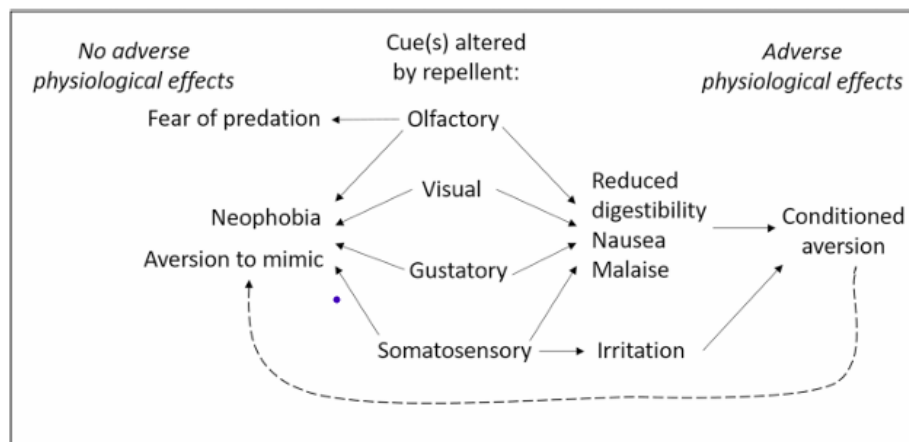 No adverse
physiological effects
Cue(s) altered
by repellent:
Adverse
physiological effects
Fear of predation
Olfactory
Visual
Neophobia
Aversion to mimic
Gustatory
Somatosensory
Reduced
digestibility
Nausea
Malaise
Irritation
Conditioned
aversion